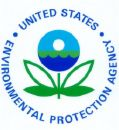 UNITED STATES
• ENVIRONMENTAL PROTECTION AGENCY •